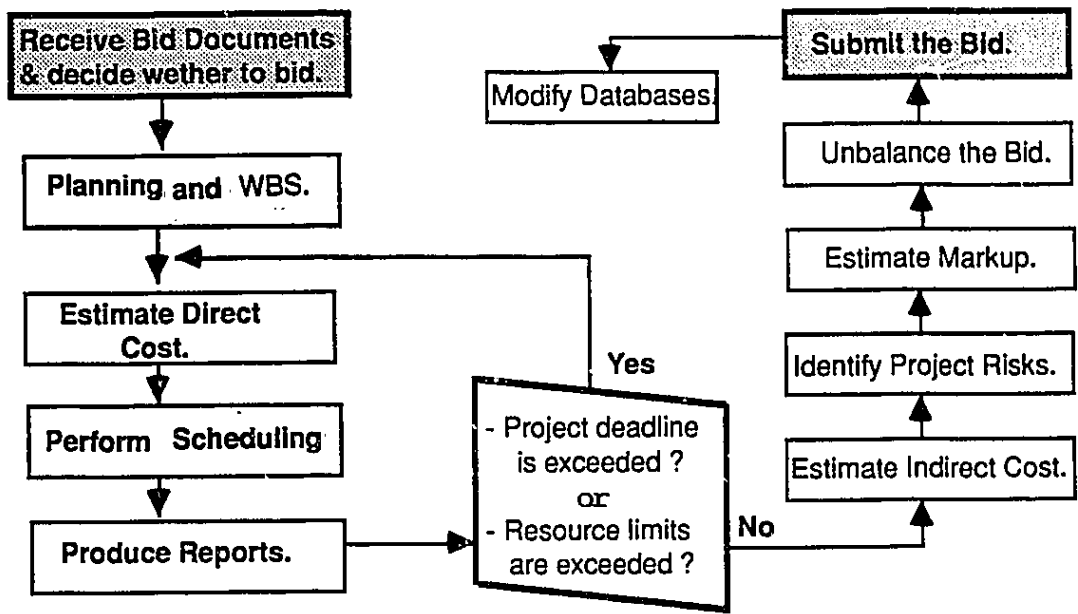 Receive Bid Documents
& decide wether to bid.
Planning and WBS.
Estimate Direct
Cost.
Perform Scheduling
Produce Reports.
Yes
- Project deadline
is exceeded ?
or
- Resource limits
are exceeded ?
No
Estimate Indirect Cost.
Identify Project Risks.
Estimate Markup.
Unbalance the Bid.
Submit the Bid.
Modify Databases.